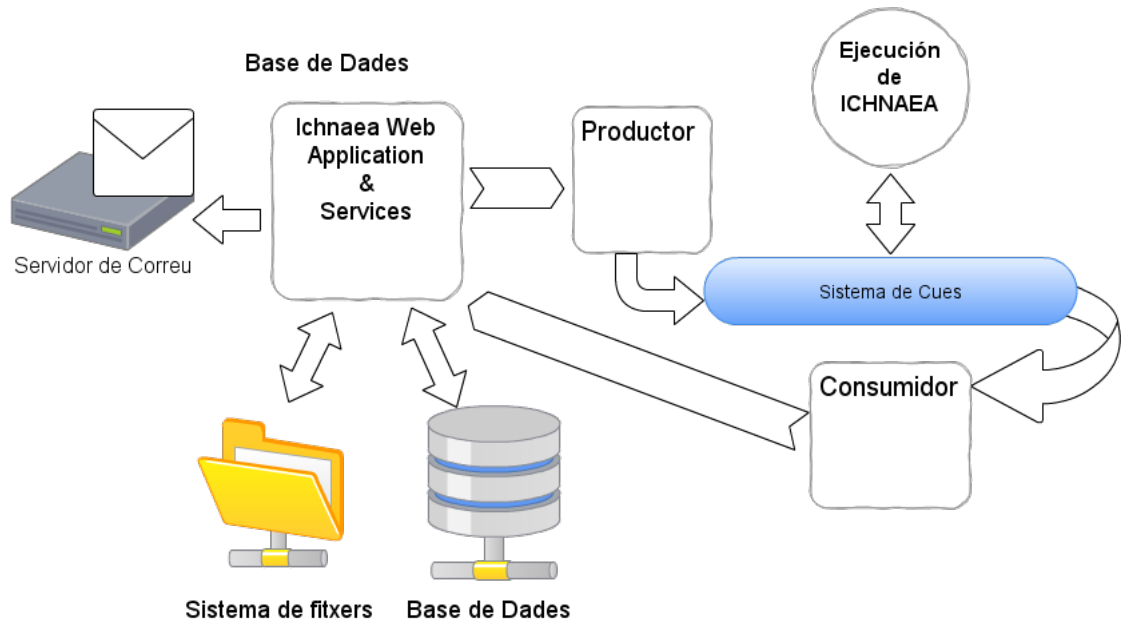 Base de Dades
Ichnaea Web
Application
&
Services
Productor
Ejecución
de
ICHNAEA
Servidor de Correu
Sistema de Cues
Consumidor
Sistema de fitxers
Base de Dades